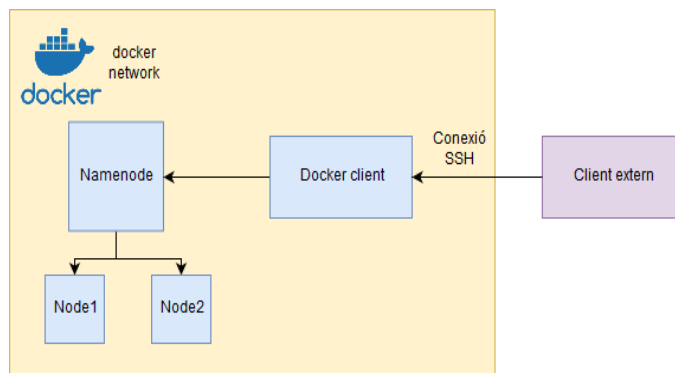 docker
network
docker
Namenode
Docker client
Conexió
SSH
Client extern
Node1
Node2